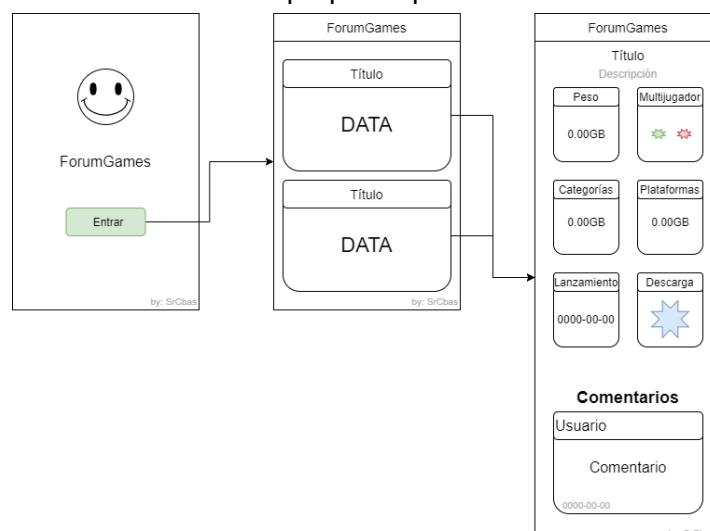 ForumGames
Entrar
by: SrCbas
ForumGames
Título
DATA
Título
DATA
by: SrCbas
ForumGames
Título
Descripción
Peso
0.00GB
Multijugador
Categorías
0.00GB
Plataformas
0.00GB
Lanzamiento
0000-00-00
Descarga
Comentarios
Usuario
Comentario
0000-00-00